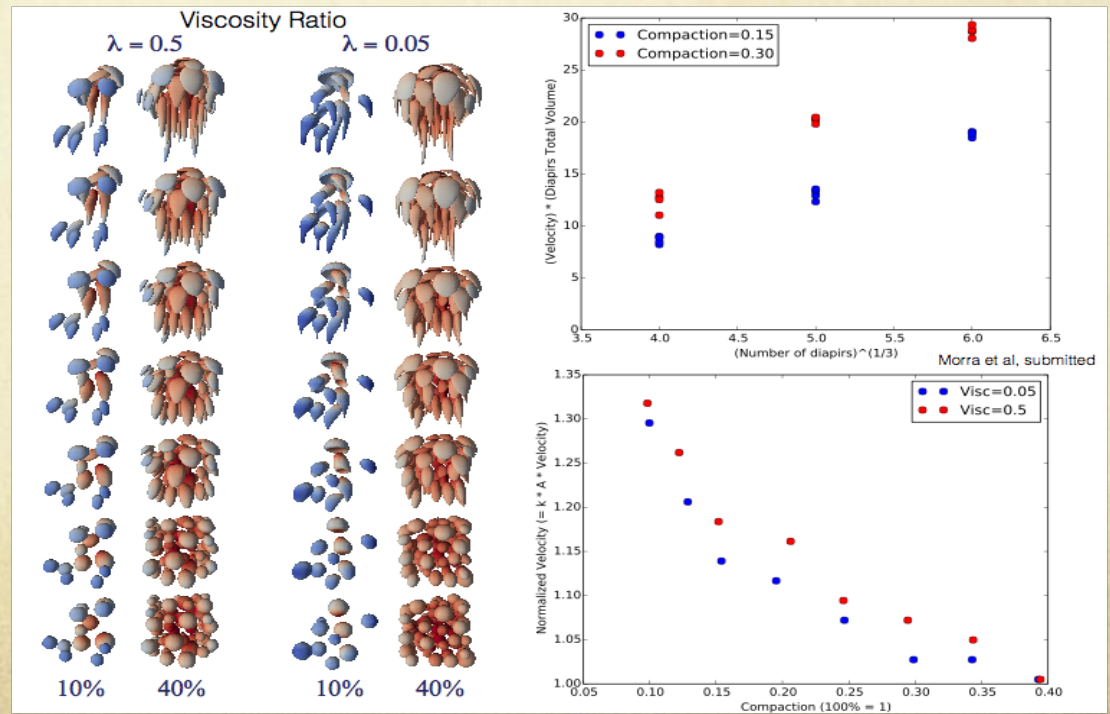 Viscosity Ratio
λ = 0.5
λ = 0.05
10%
40%
10%
40%
30
25
20
15
10
5
0
(Velocity) * (Diapirs Total Volume)
Compaction=0.15
Compaction=0.30
3.5 4.0 4.5 5.0 5.5 6.0 6.5
(Number of diapirs)^(1/3)
Morra et al, submitted
1.35
1.30
1.25
1.20
1.15
1.10
1.05
1.00
Normalized Velocity (= k * A * Velocity)
Visc=0.05
Visc=0.5
0.05 0.10 0.15 0.20 0.25 0.30 0.35 0.40
Compaction (100% = 1)